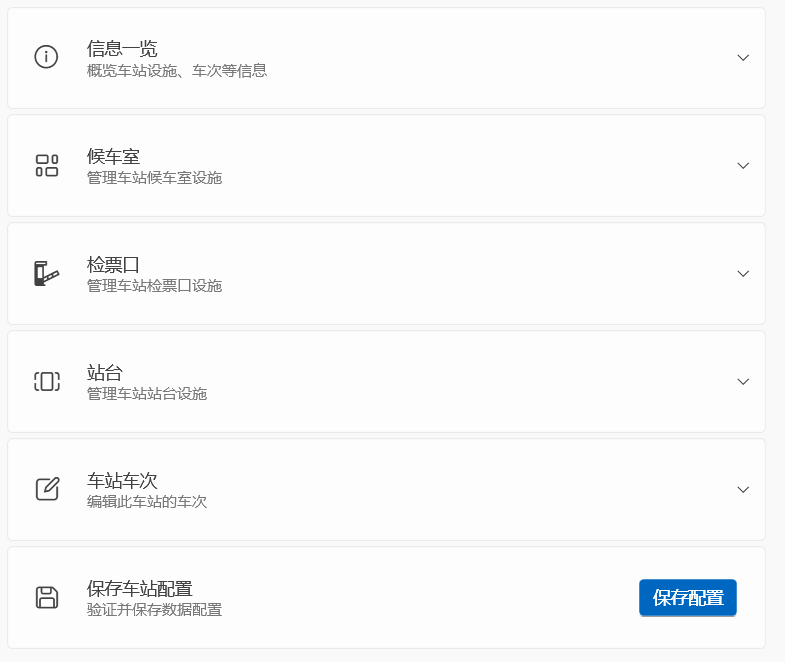 信息一览
概览车站设施、车次等信息
候车室
管理车站候车室设施
检票口
管理车站检票口设施
站台
管理车站站台设施
车站车次
编辑此车站的车次
保存车站配置
验证并保存数据配置
保存配置